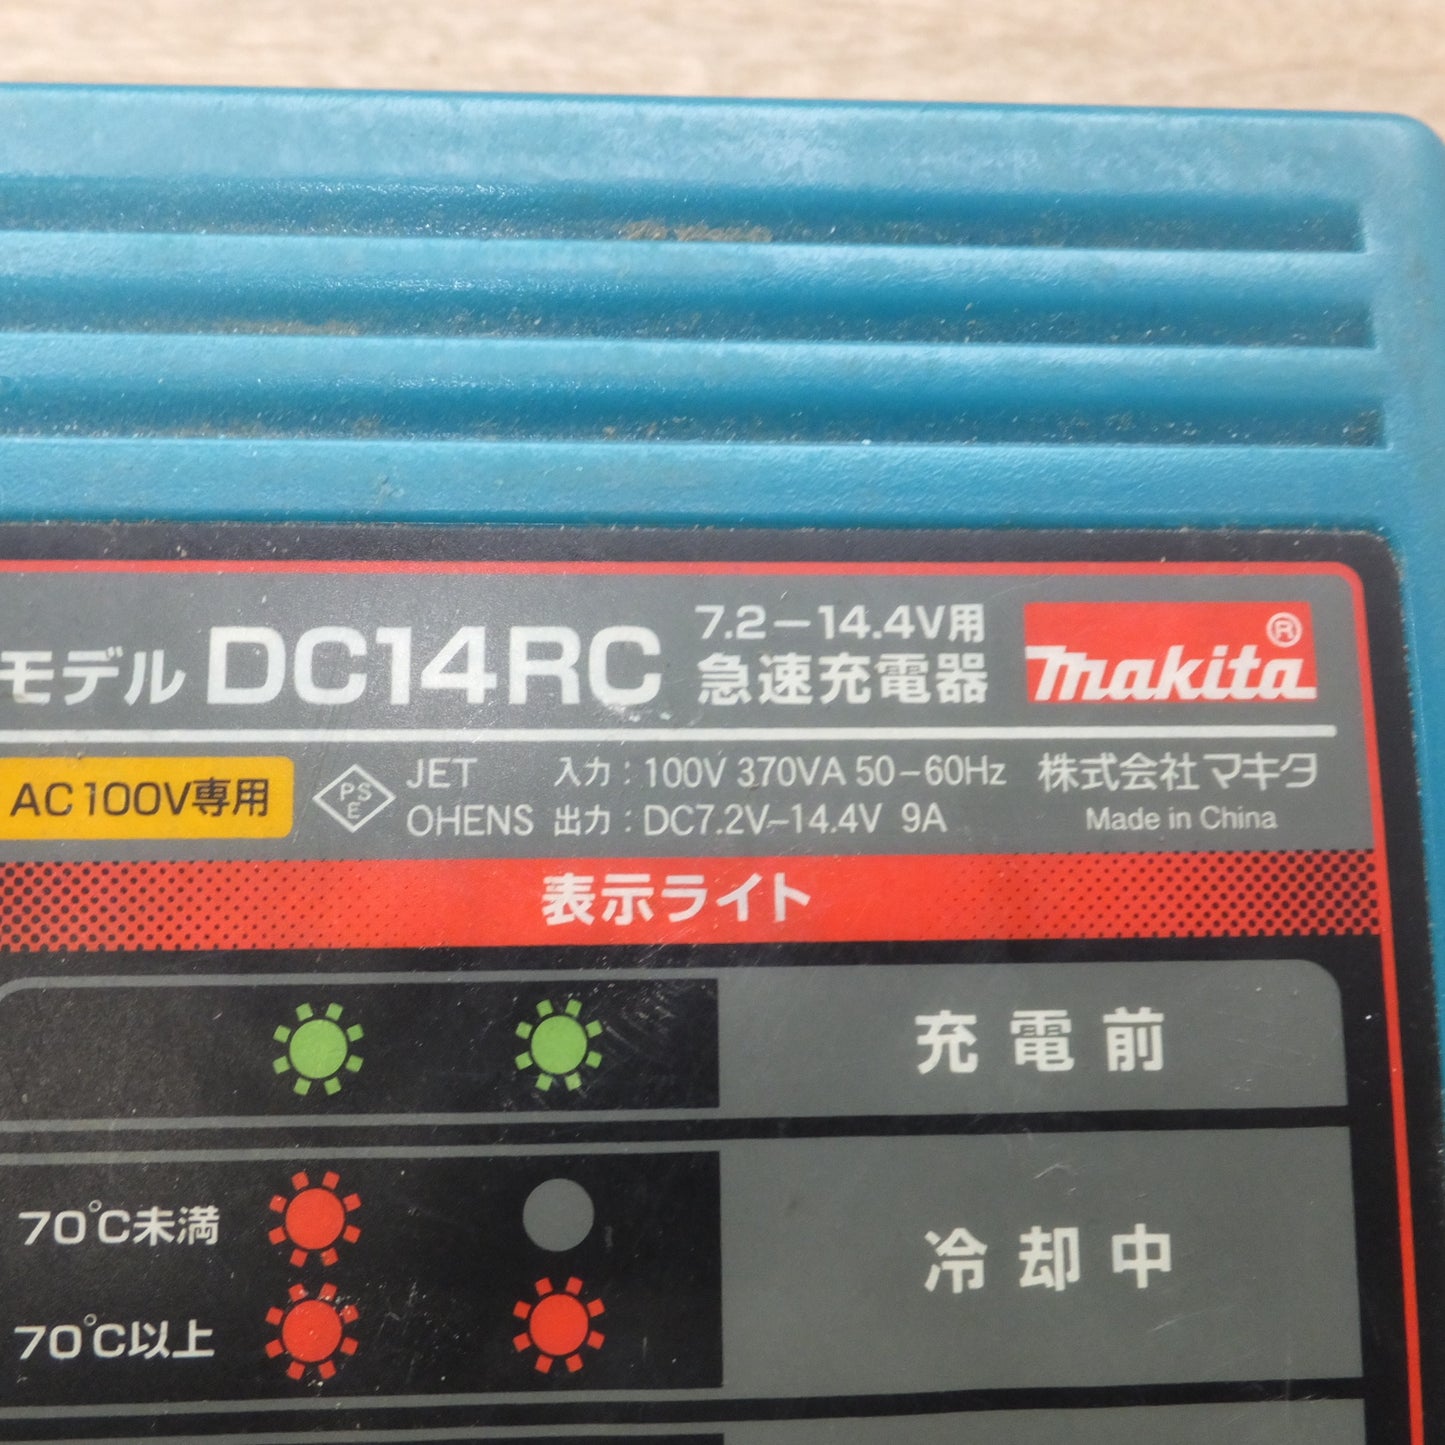 モデル DC14RC 7.2-14.4V用 急速充電器 makita®
AC100V専用 PSE JET OHENS 入力:100V 370VA 50-60Hz 株式会社マキタ
出力:DC7.2V-14.4V 9A Made in China
表示ライト
充電前
70℃未満
冷却中
70℃以上